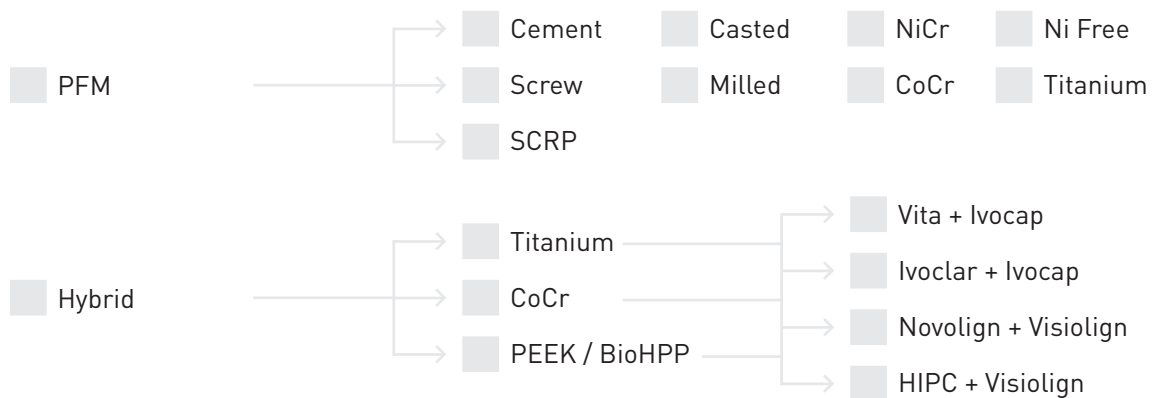 Cement Casted NiCr Ni Free
PFM Screw Milled CoCr Titanium
SCRP
Vita + Ivocap
Titanium
Ivoclar + Ivocap
Hybrid CoCr
Novolign + Visiolign
PEEK / BioHPP
HIPC + Visiolign